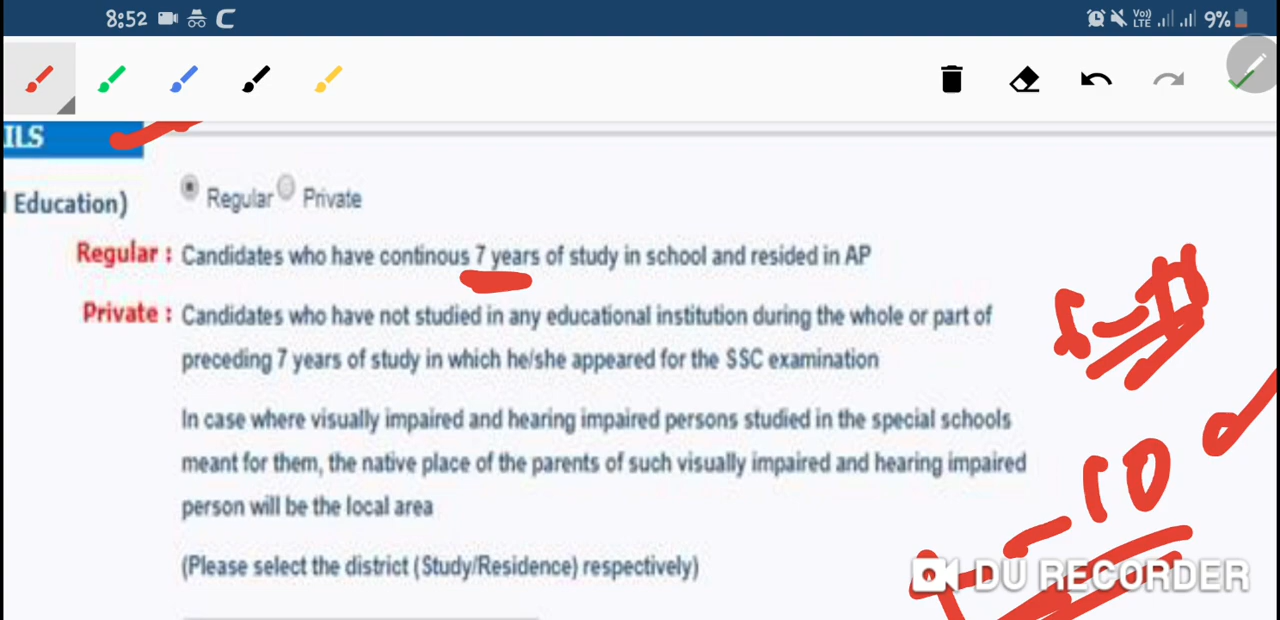 8:52 Vo)) LTE 9%
ILS
l Education)
Regular Private
Regular : Candidates who have continous 7 years of study in school and resided in AP
Private : Candidates who have not studied in any educational institution during the whole or part of
preceding 7 years of study in which he/she appeared for the SSC examination
In case where visually impaired and hearing impaired persons studied in the special schools
meant for them, the native place of the parents of such visually impaired and hearing impaired
person will be the local area
(Please select the district (Study/Residence) respectively)
10
DU RECORDER